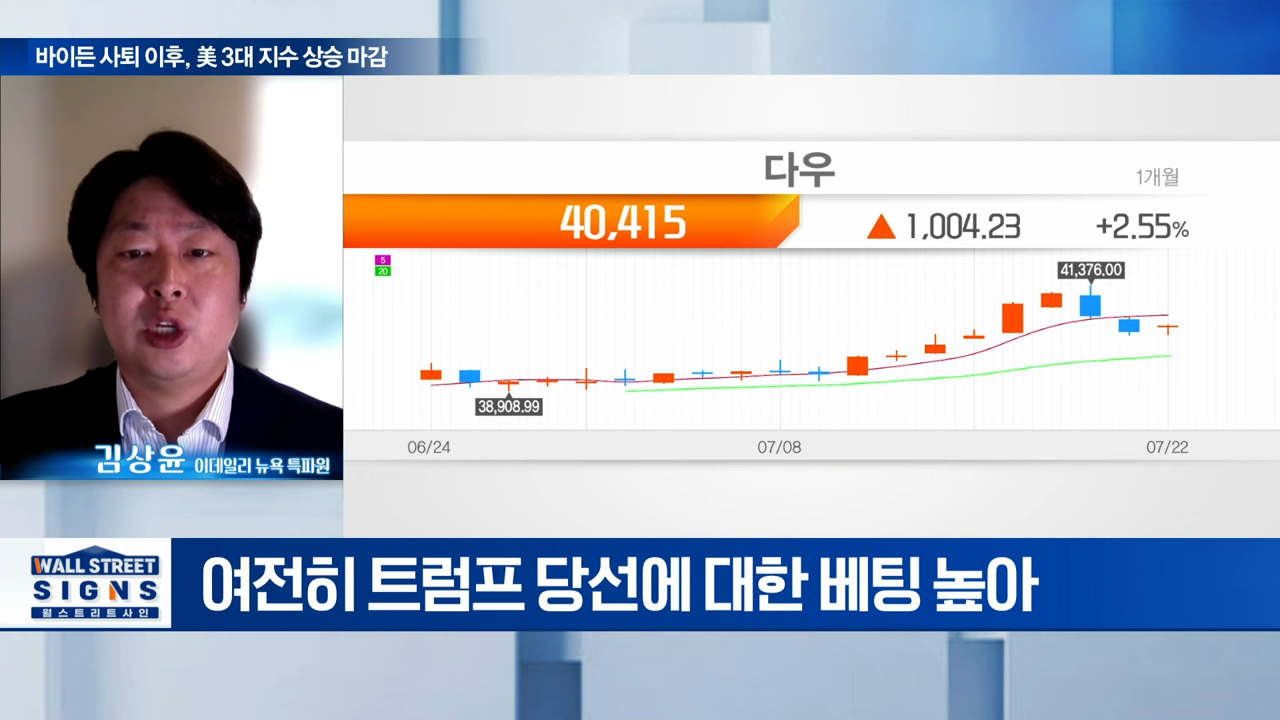 바이든 사퇴 이후, 美 3대 지수 상승 마감
다우
1개월
40,415
▲ 1,004.23
+2.55%
5
20
41,376.00
38,908.99
06/24
07/08
07/22
김상윤 이데일리 뉴욕 특파원
WALL STREET
SIGNS
월스트리트사인
여전히 트럼프 당선에 대한 베팅 높아